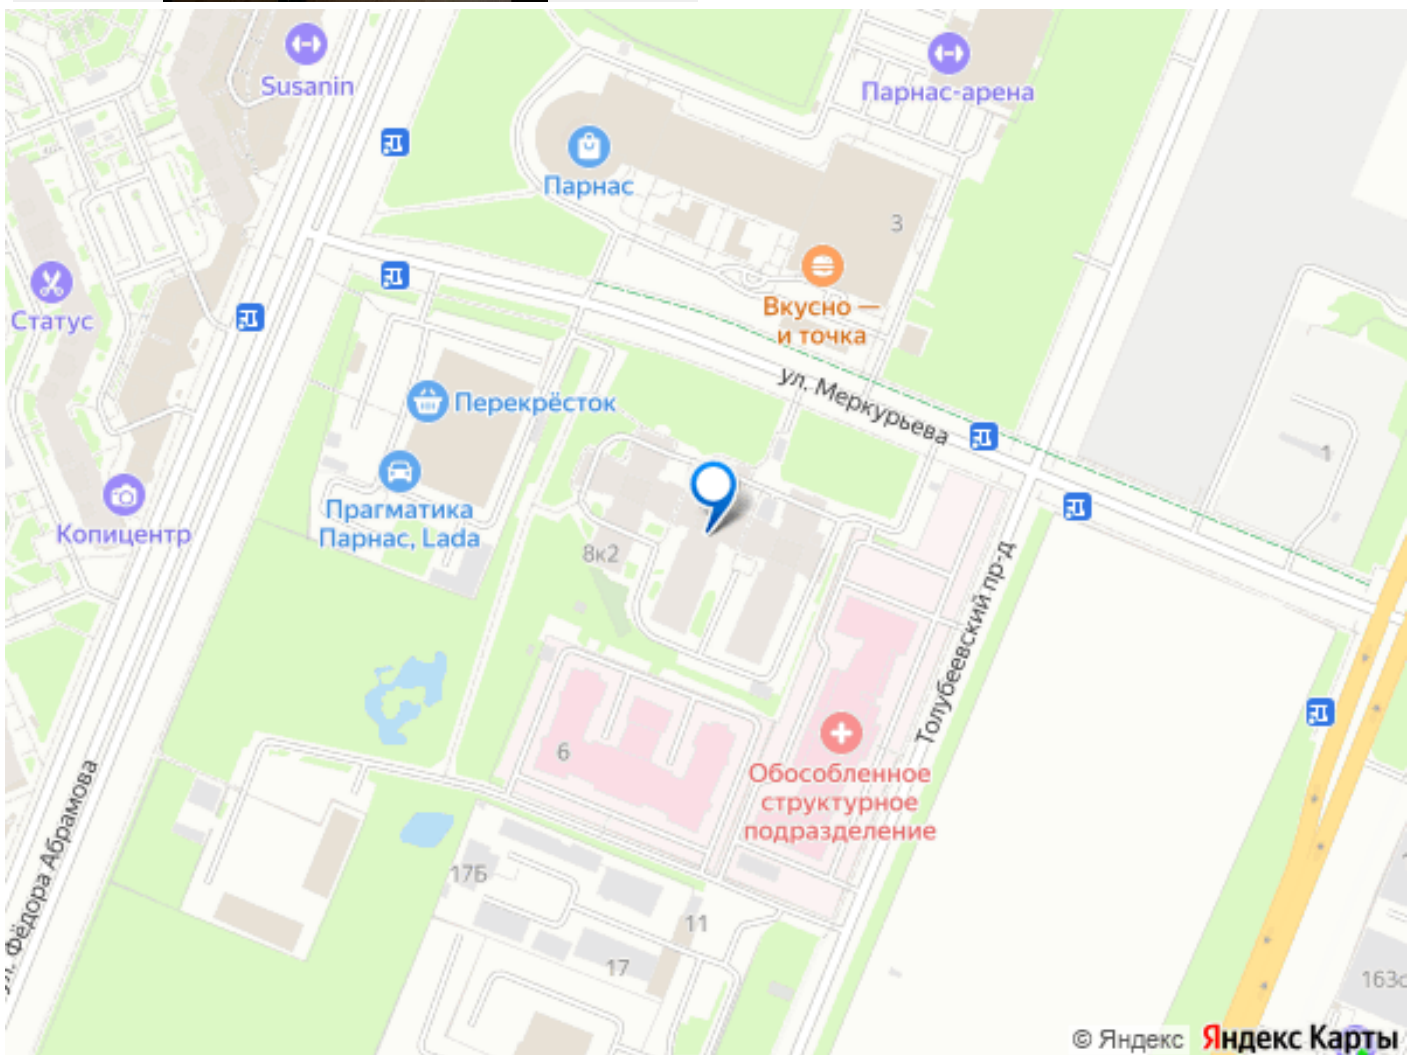 Susanin
Парнас-арена
Парнас
3
Статус
Вкусно —
и точка
ул. Меркурьева
Перекрёсток
1
Прагматика
Парнас, Lada
Копицентр
8к2
Толубеевский пр-д
6
Обособленное
структурное
подразделение
ул. Фёдора Абрамова
17Б
11
17
163с
© Яндекс Яндекс Карты